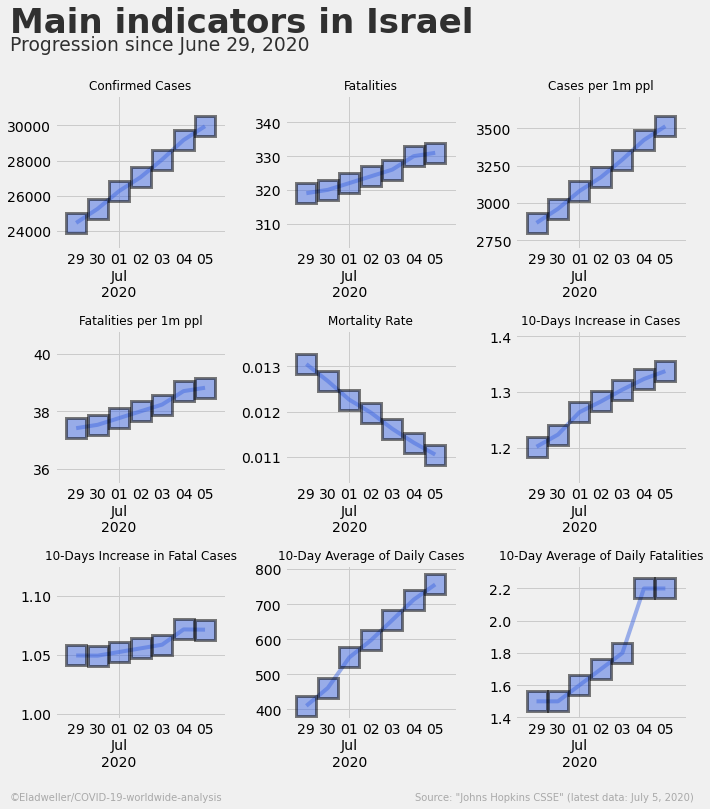 Main indicators in Israel
Progression since June 29, 2020
Confirmed Cases
30000
28000
26000
24000
29 30 01 02 03 04 05
Jul
2020
Fatalities
340
330
320
310
29 30 01 02 03 04 05
Jul
2020
Cases per 1m ppl
3500
3250
3000
2750
29 30 01 02 03 04 05
Jul
2020
Fatalities per 1m ppl
40
38
36
29 30 01 02 03 04 05
Jul
2020
Mortality Rate
0.013
0.012
0.011
29 30 01 02 03 04 05
Jul
2020
10-Days Increase in Cases
1.4
1.3
1.2
29 30 01 02 03 04 05
Jul
2020
10-Days Increase in Fatal Cases
1.10
1.05
1.00
29 30 01 02 03 04 05
Jul
2020
10-Day Average of Daily Cases
800
700
600
500
400
29 30 01 02 03 04 05
Jul
2020
10-Day Average of Daily Fatalities
2.2
2.0
1.8
1.6
1.4
29 30 01 02 03 04 05
Jul
2020
©Eladweller/COVID-19-worldwide-analysis
Source: "Johns Hopkins CSSE" (latest data: July 5, 2020)